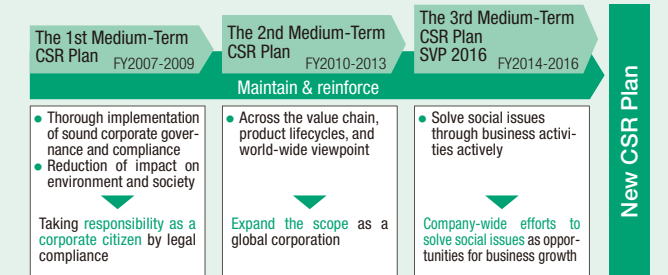 The 1st Medium-Term
CSR Plan FY2007-2009
The 2nd Medium-Term
CSR Plan FY2010-2013
The 3rd Medium-Term
CSR Plan
SVP 2016 FY2014-2016
Maintain & reinforce
● Thorough implementation
of sound corporate gover-
nance and compliance
● Reduction of impact on
environment and society
Taking responsibility as a
corporate citizen by legal
compliance
● Across the value chain,
product lifecycles, and
world-wide viewpoint
Expand the scope as a
global corporation
● Solve social issues
through business activi-
ties actively
Company-wide efforts to
solve social issues as oppor-
tunities for business growth
New CSR Plan